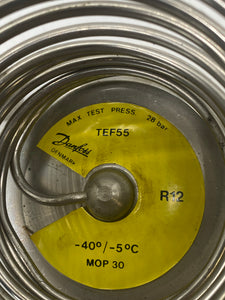 MAX TEST PRESS. 28 bar
TEF55
Danfoss
DENMARK
R12
-40°/-5°C
MOP 30